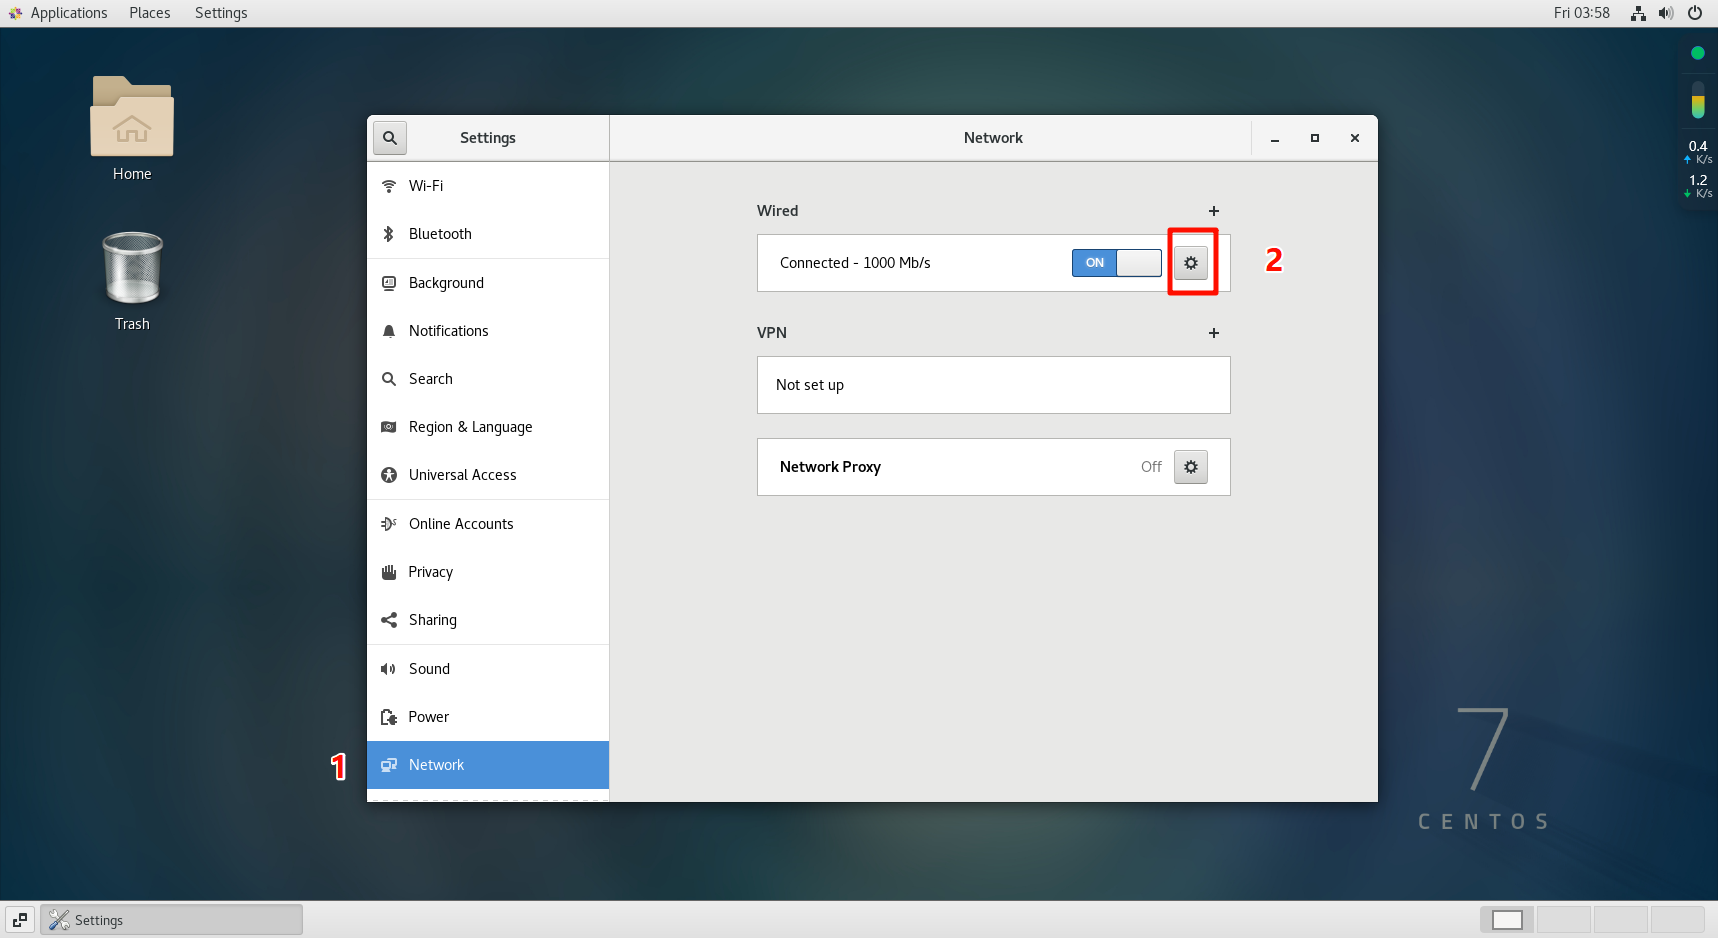 Applications Places Settings Fri 03:58
Home
Trash
Settings Network
Wi-Fi
Bluetooth
Background
Notifications
Search
Region & Language
Universal Access
Online Accounts
Privacy
Sharing
Sound
Power
1 Network
Wired +
Connected - 1000 Mb/s ON 2
VPN +
Not set up
Network Proxy Off
0.4
K/s
1.2
K/s
7
CENTOS
Settings